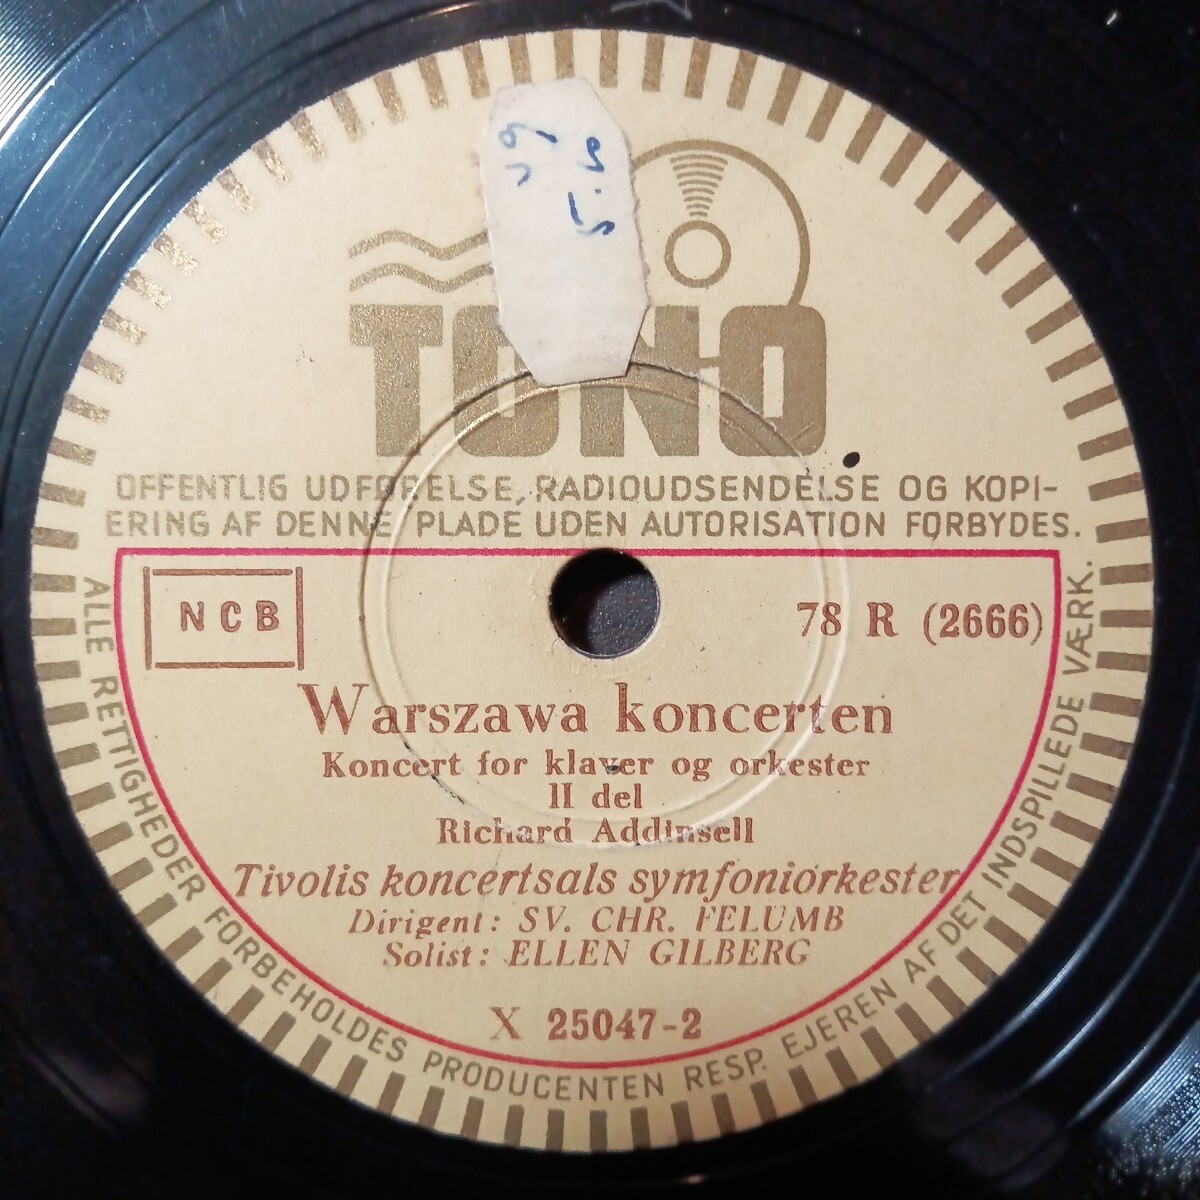 TONO
OFFENTLIG UDFØRELSE, RADIOUDSENDELSE OG KOPI-
ERING AF DENNE PLADE UDEN AUTORISATION FORBYDES.
NCB
78 R (2666)
Warszawa koncerten
Koncert for klaver og orkester
II del
Richard Addinsell
Tivolis koncertsals symfoniorkester
Dirigent: SV. CHR. FELUMB
Solist: ELLEN GILBERG
X 25047-2
ALLE RETTIGHEDER FORBEHOLDES PRODUCENTEN RESP. EJEREN AF DET INDSPILLEDE VÆRK.